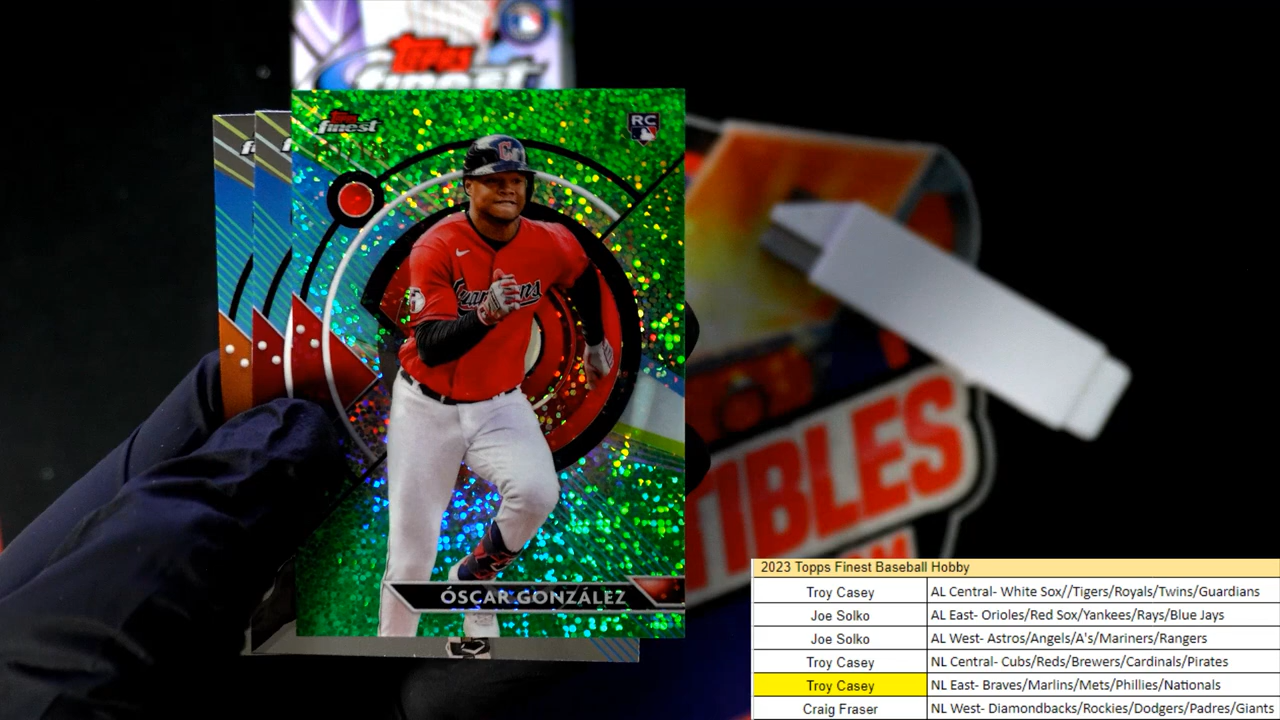 Topps
finest
Topps
finest
RC
C
Guardians
ÓSCAR GONZÁLEZ
TIBLES
2023 Topps Finest Baseball Hobby
Troy Casey AL Central- White Sox//Tigers/Royals/Twins/Guardians
Joe Solko AL East- Orioles/Red Sox/Yankees/Rays/Blue Jays
Joe Solko AL West- Astros/Angels/A's/Mariners/Rangers
Troy Casey NL Central- Cubs/Reds/Brewers/Cardinals/Pirates
Troy Casey NL East- Braves/Marlins/Mets/Phillies/Nationals
Craig Fraser NL West- Diamondbacks/Rockies/Dodgers/Padres/Giants